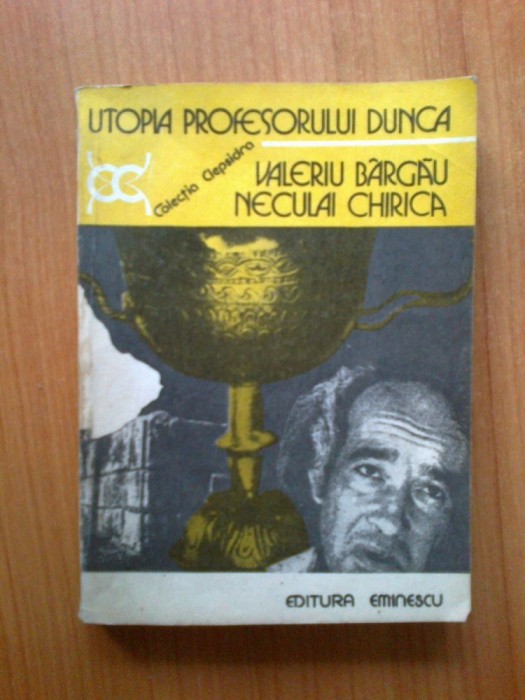 UTOPIA PROFESORULUI DUNCA
Colecția Clepsidra
VALERIU BÂRGĂU
NECULAI CHIRICA
EDITURA EMINESCU